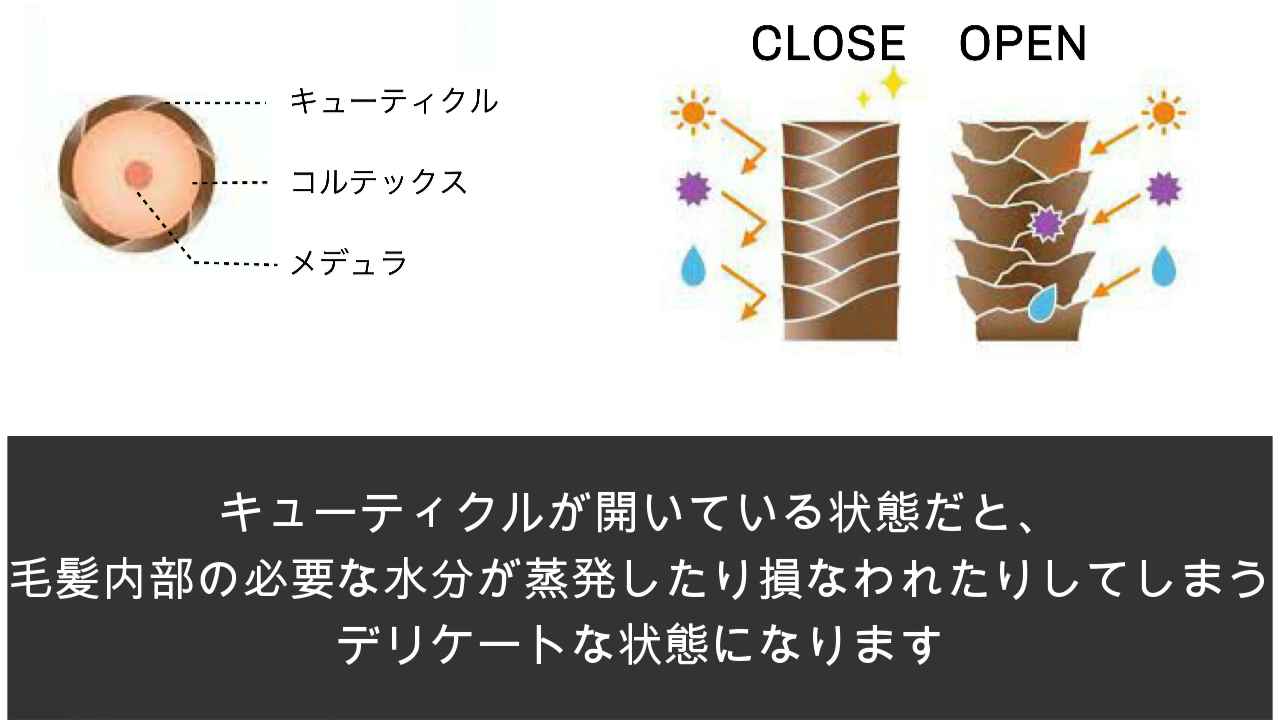 CLOSE OPEN
キューティクル
コルテックス
メデュラ
キューティクルが開いている状態だと、
毛髪内部の必要な水分が蒸発したり損なわれたりしてしまう
デリケートな状態になります